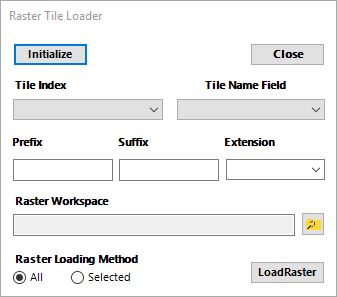 Raster Tile Loader
Initialize
Close
Tile Index
Tile Name Field
Prefix
Suffix
Extension
Raster Workspace
Raster Loading Method
All
Selected
LoadRaster